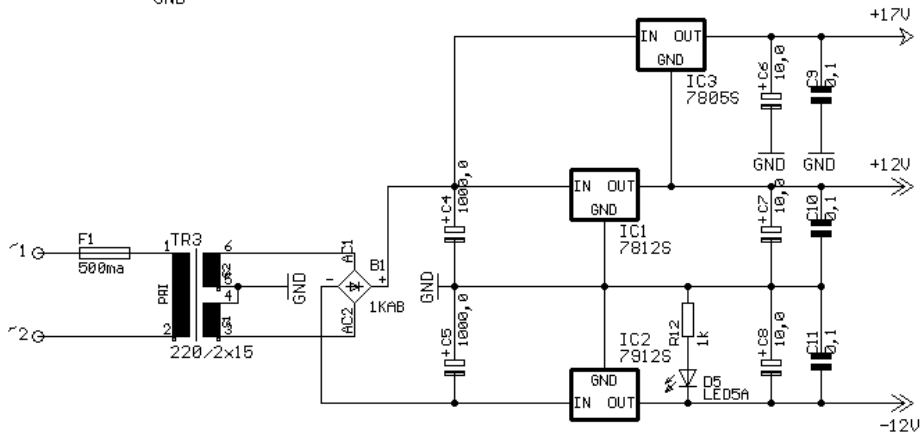 GND
+17V
IN OUT
GND
IC3
7805S
+C6
10,0
C9
0,1
GND
GND
+12V
IN OUT
GND
IC1
7812S
+C4
1000,0
+C7
10,0
C10
0,1
F1
500ma
TR3
1
6
PRI
5
4
2
3
220/2x15
GND
AC1
B1
-
+
1KAB
AC2
GND
+C5
1000,0
IC2
7912S
GND
IN OUT
R12
1k
D5
LED5A
+C8
10,0
C11
0,1
-12V